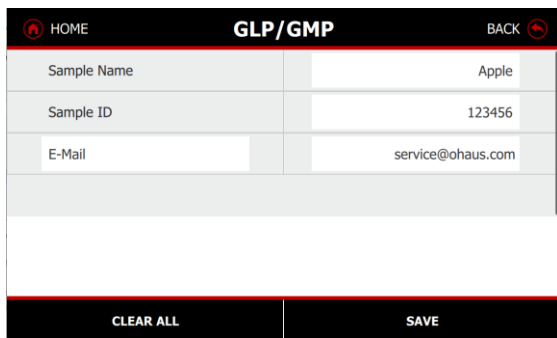 HOME GLP/GMP BACK
Sample Name Apple
Sample ID 123456
E-Mail service@ohaus.com
CLEAR ALL SAVE